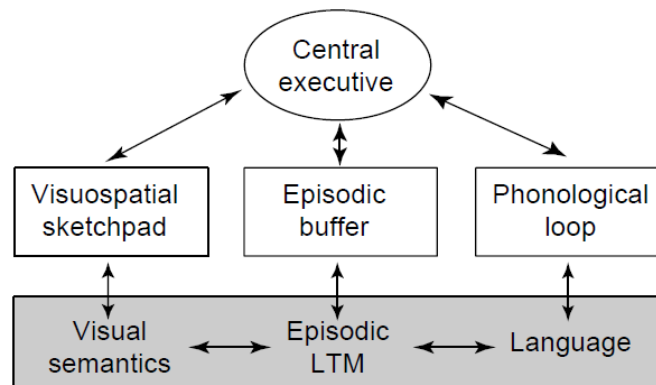 Central
executive
Visuospatial
sketchpad
Episodic
buffer
Phonological
loop
Visual
semantics
Episodic
LTM
Language